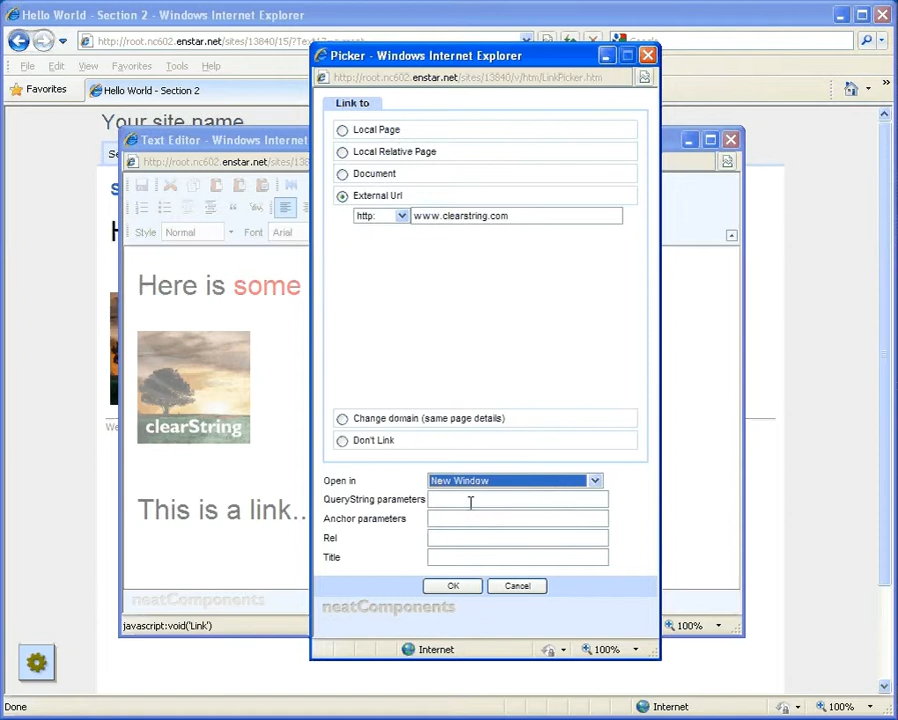 Hello World - Section 2 - Windows Internet Explorer
http://root.nc602.enstar.net/sites/13840/15/?Tex
File Edit View Favorites Tools Help
Favorites
Hello World - Section 2
Your site name
Text Editor - Windows Internet
http://root.nc602.enstar.net/sites/138
Style Normal Font Arial
Here is some
clearString
This is a link..
neatComponents
javascript:void('Link')
100%
Picker - Windows Internet Explorer
http://root.nc602.enstar.net/sites/13840/v/htm/LinkPicker.htm
Link to
Local Page
Local Relative Page
Document
External Url
http: www.clearstring.com
Change domain (same page details)
Don't Link
Open in New Window
QueryString parameters
Anchor parameters
Rel
Title
OK Cancel
neatComponents
Internet 100%
Done Internet 100%